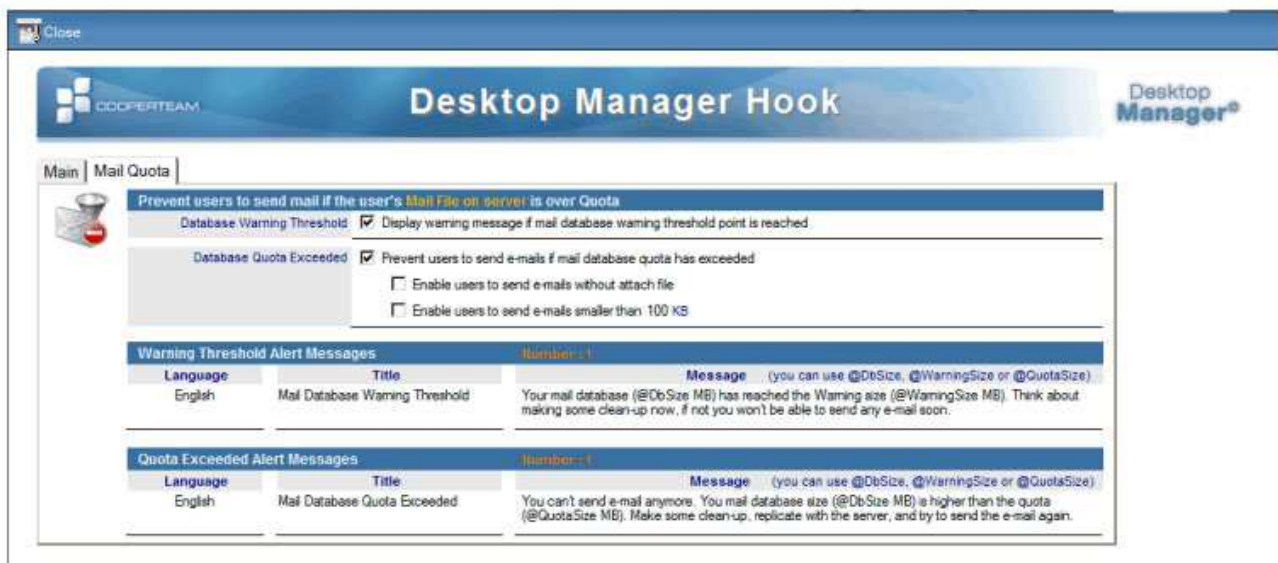 Close
COOPERTEAM
Desktop Manager Hook
Desktop
Manager®
Main Mail Quota
Prevent users to send mail if the user's Mail File on server is over Quota
Database Warning Threshold Display warning message if mail database warning threshold point is reached
Database Quota Exceeded Prevent users to send e-mails if mail database quota has exceeded
Enable users to send e-mails without attach file
Enable users to send e-mails smaller than 100 KB
Warning Threshold Alert Messages Number : 1
Language Title Message (you can use @DbSize, @WarningSize or @QuotaSize)
English Mail Database Warning Threshold Your mail database (@DbSize MB) has reached the Warning size (@WarningSize MB). Think about
making some clean-up now, if not you won't be able to send any e-mail soon.
Quota Exceeded Alert Messages Number : 1
Language Title Message (you can use @DbSize, @WarningSize or @QuotaSize)
English Mail Database Quota Exceeded You can't send e-mail anymore. You mail database size (@DbSize MB) is higher than the quota
(@QuotaSize MB). Make some clean-up, replicate with the server, and try to send the e-mail again.